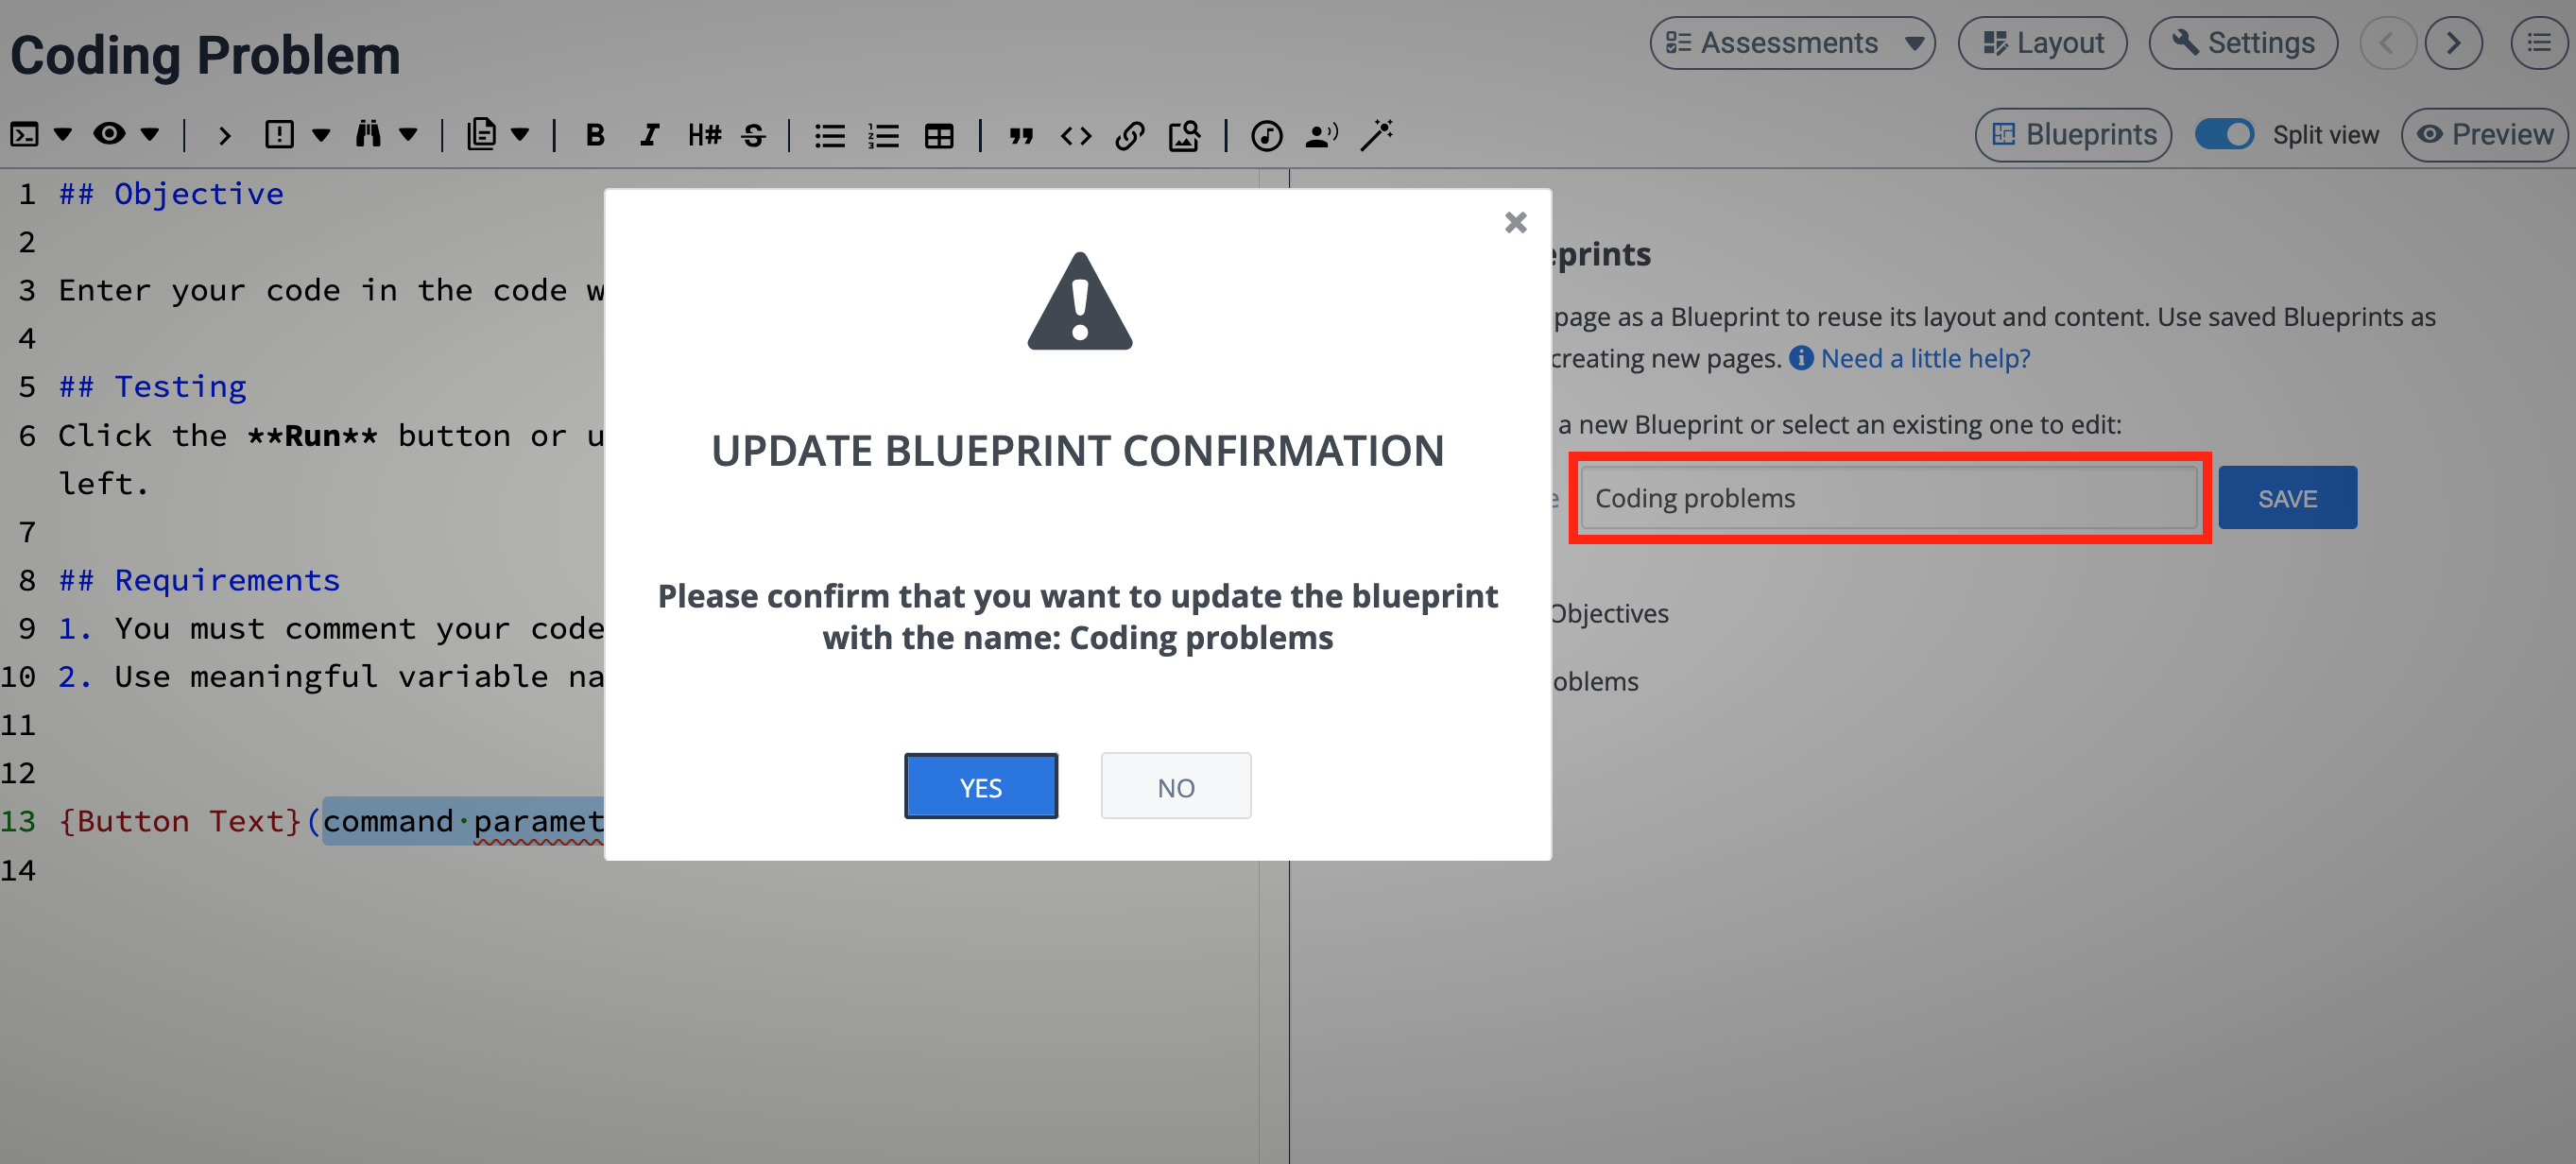 Coding Problem
Assessments
Layout
Settings
B I H# S
Blueprints
Split view
Preview
1 ## Objective
2
3 Enter your code in the code w
4
5 ## Testing
6 Click the **Run** button or u
left.
7
8 ## Requirements
9 1. You must comment your code
10 2. Use meaningful variable na
11
12
13 {Button Text}(command·paramet
14
UPDATE BLUEPRINT CONFIRMATION
Please confirm that you want to update the blueprint
with the name: Coding problems
YES
NO
eprints
page as a Blueprint to reuse its layout and content. Use saved Blueprints as
creating new pages. Need a little help?
a new Blueprint or select an existing one to edit:
e
Coding problems
SAVE
Objectives
oblems